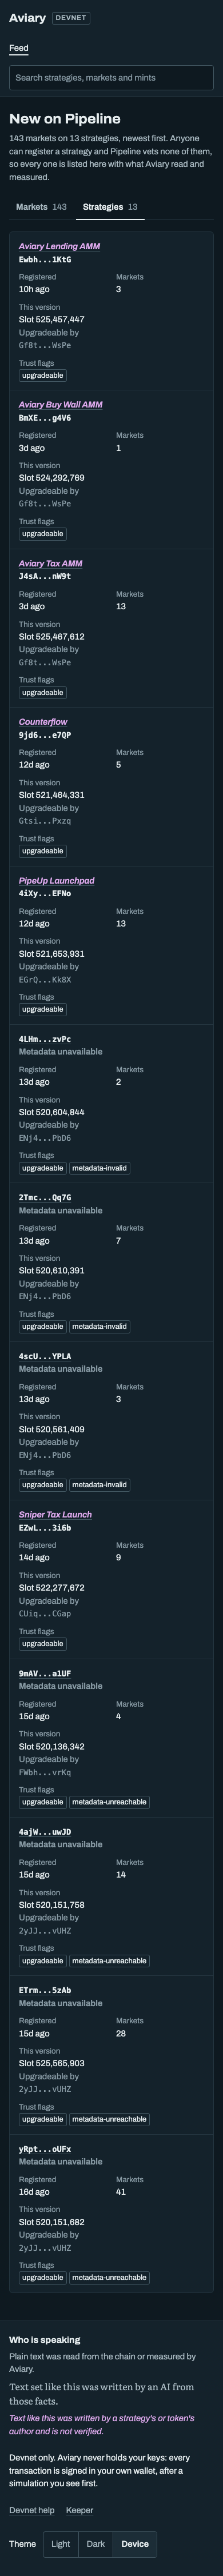 Aviary DEVNET
Feed
Search strategies, markets and mints
New on Pipeline
143 markets on 13 strategies, newest first. Anyone
can register a strategy and Pipeline vets none of them,
so every one is listed here with what Aviary read and
measured.
Markets 143 Strategies 13
Aviary Lending AMM
Ewbh...1KtG
Registered Markets
10h ago 3
This version
Slot 525,457,447
Upgradeable by
Gf8t...WsPe
Trust flags
upgradeable
Aviary Buy Wall AMM
BmXE...g4V6
Registered Markets
3d ago 1
This version
Slot 524,292,769
Upgradeable by
Gf8t...WsPe
Trust flags
upgradeable
Aviary Tax AMM
J4sA...nW9t
Registered Markets
3d ago 13
This version
Slot 525,467,612
Upgradeable by
Gf8t...WsPe
Trust flags
upgradeable
Counterflow
9jd6...e7QP
Registered Markets
12d ago 5
This version
Slot 521,464,331
Upgradeable by
Gtsi...Pxzq
Trust flags
upgradeable
PipeUp Launchpad
4iXy...EFNo
Registered Markets
12d ago 13
This version
Slot 521,653,931
Upgradeable by
EGrQ...Kk8X
Trust flags
upgradeable
4LHm...zvPc
Metadata unavailable
Registered Markets
13d ago 2
This version
Slot 520,604,844
Upgradeable by
ENj4...PbD6
Trust flags
upgradeable metadata-invalid
2Tmc...Qq7G
Metadata unavailable
Registered Markets
13d ago 7
This version
Slot 520,610,391
Upgradeable by
ENj4...PbD6
Trust flags
upgradeable metadata-invalid
4scU...YPLA
Metadata unavailable
Registered Markets
13d ago 3
This version
Slot 520,561,409
Upgradeable by
ENj4...PbD6
Trust flags
upgradeable metadata-invalid
Sniper Tax Launch
EZwL...3i6b
Registered Markets
14d ago 9
This version
Slot 522,277,672
Upgradeable by
CUiq...CGap
Trust flags
upgradeable
9mAV...a1UF
Metadata unavailable
Registered Markets
15d ago 4
This version
Slot 520,136,342
Upgradeable by
FWbh...vrKq
Trust flags
upgradeable metadata-unreachable
4ajW...uwJD
Metadata unavailable
Registered Markets
15d ago 14
This version
Slot 520,151,758
Upgradeable by
2yJJ...vUHZ
Trust flags
upgradeable metadata-unreachable
ETrm...5zAb
Metadata unavailable
Registered Markets
15d ago 28
This version
Slot 525,565,903
Upgradeable by
2yJJ...vUHZ
Trust flags
upgradeable metadata-unreachable
yRpt...oUFx
Metadata unavailable
Registered Markets
16d ago 41
This version
Slot 520,151,682
Upgradeable by
2yJJ...vUHZ
Trust flags
upgradeable metadata-unreachable
Who is speaking
Plain text was read from the chain or measured by
Aviary.
Text set like this was written by an AI from
those facts.
Text like this was written by a strategy's or token's
author and is not verified.
Devnet only. Aviary never holds your keys: every
transaction is signed in your own wallet, after a
simulation you see first.
Devnet help Keeper
Theme Light Dark Device